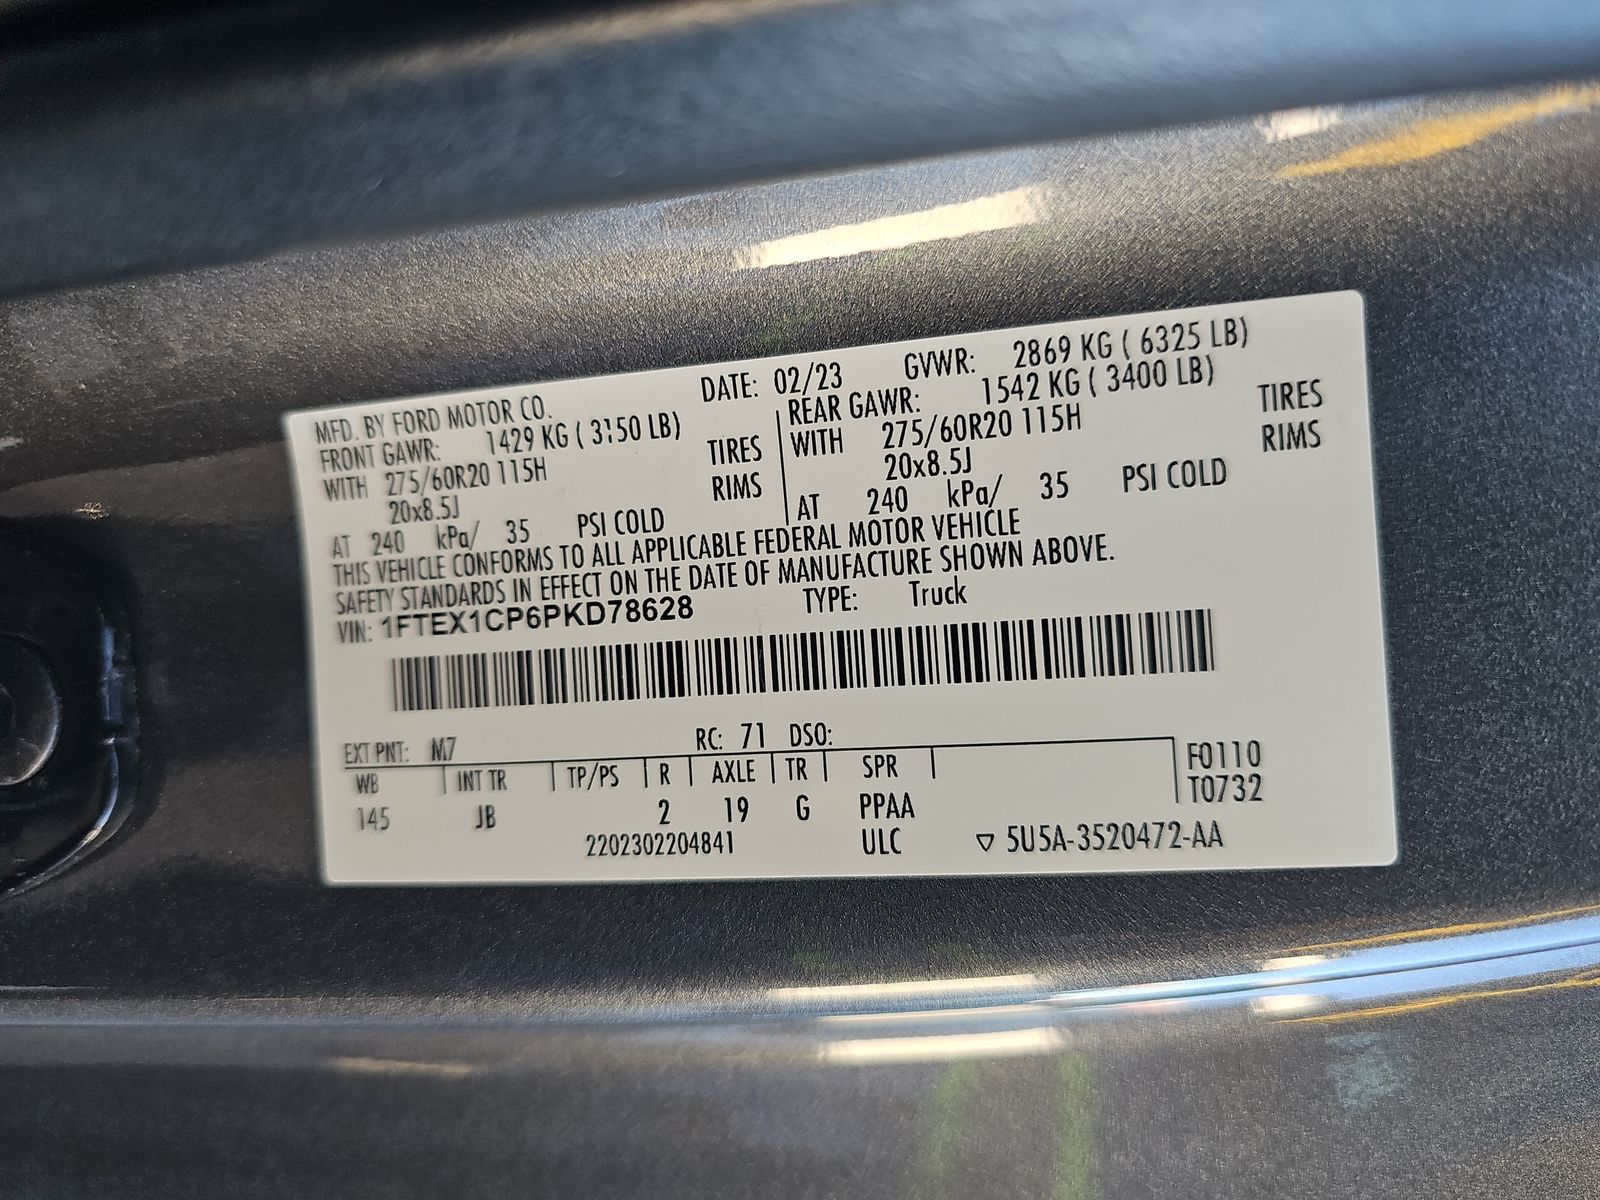 MFD. BY FORD MOTOR CO. DATE: 02/23 GVWR: 2869 KG ( 6325 LB)
FRONT GAWR: 1429 KG ( 3150 LB) REAR GAWR: 1542 KG ( 3400 LB)
WITH 275/60R20 115H TIRES WITH 275/60R20 115H TIRES
20x8.5J RIMS 20x8.5J RIMS
AT 240 kPa/ 35 PSI COLD AT 240 kPa/ 35 PSI COLD
THIS VEHICLE CONFORMS TO ALL APPLICABLE FEDERAL MOTOR VEHICLE
SAFETY STANDARDS IN EFFECT ON THE DATE OF MANUFACTURE SHOWN ABOVE.
VIN: 1FTEX1CP6PKD78628 TYPE: Truck
EXT PNT: M7 RC: 71 DSO:
WB INT TR TP/PS R AXLE TR SPR F0110
145 JB 2 19 G PPAA T0732
2202302204841 ULC ▽ 5U5A-3520472-AA